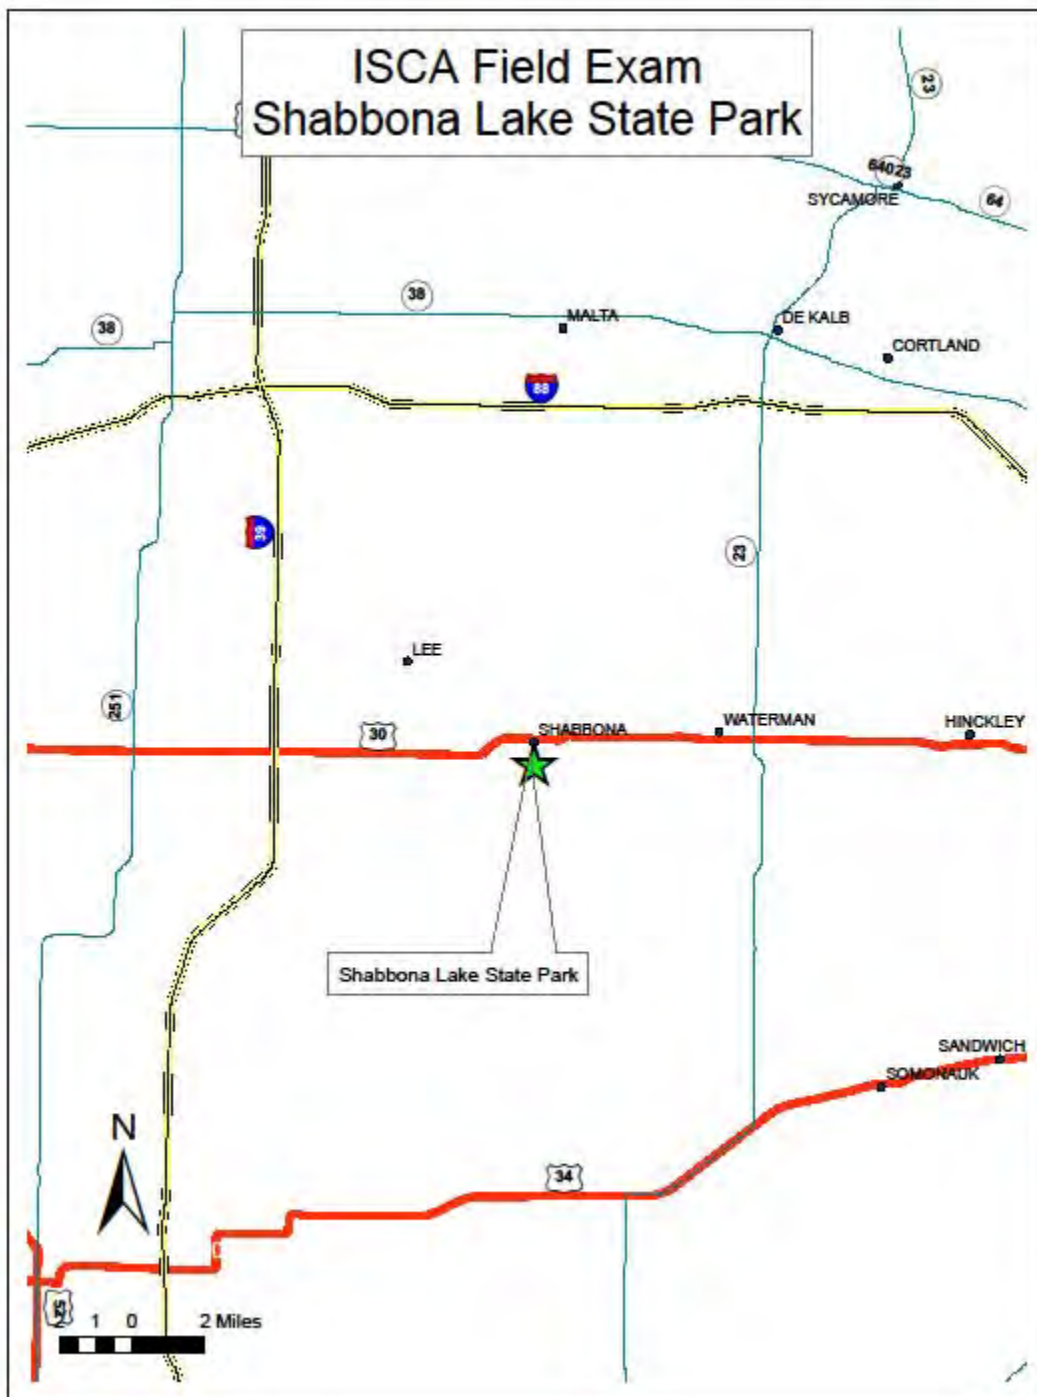 ISCA Field Exam
Shabbona Lake State Park
23
64023
SYCAMORE
64
38
38
MALTA
DE KALB
CORTLAND
88
39
23
LEE
251
30
SHABBONA
WATERMAN
HINCKLEY
Shabbona Lake State Park
SANDWICH
SOMONAUK
N
34
52
2 1 0 2 Miles